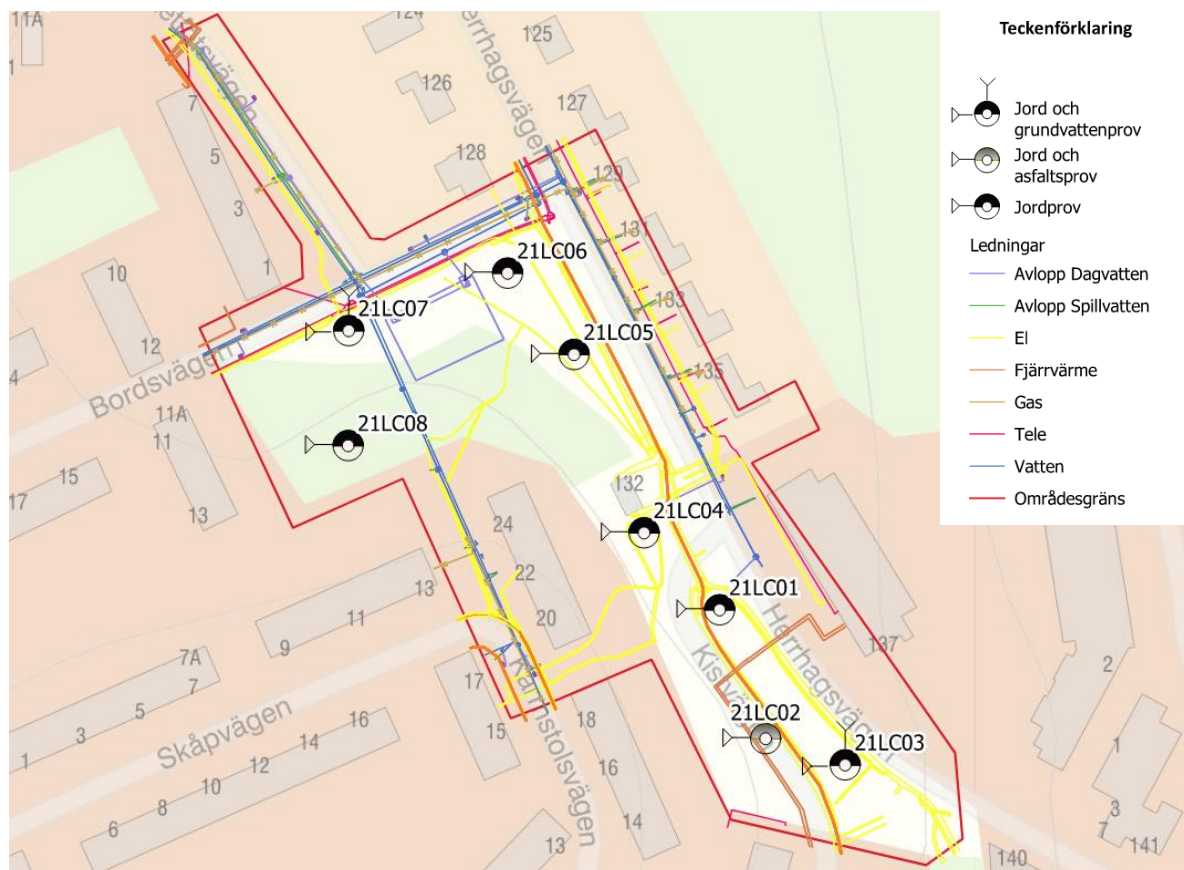 11A
124
125
126
127
128
129
131
133
135
Herrhagsvägen
7
5
3
1
10
12
Bordsvägen
11A
11
13
15
17
21LC06
21LC07
21LC05
21LC08
132
21LC04
24
22
20
21LC01
13
11
9
7A
7
5
3
1
Skåpvägen
16
14
12
10
8
6
17
15
Karmstolsvägen
18
16
14
13
Herrhagsvägen
137
21LC02
21LC03
2
1
3
7
141
140
Teckenförklaring
Jord och
grundvattenprov
Jord och
asfaltsprov
Jordprov
Ledningar
Avlopp Dagvatten
Avlopp Spillvatten
El
Fjärrvärme
Gas
Tele
Vatten
Områdesgräns